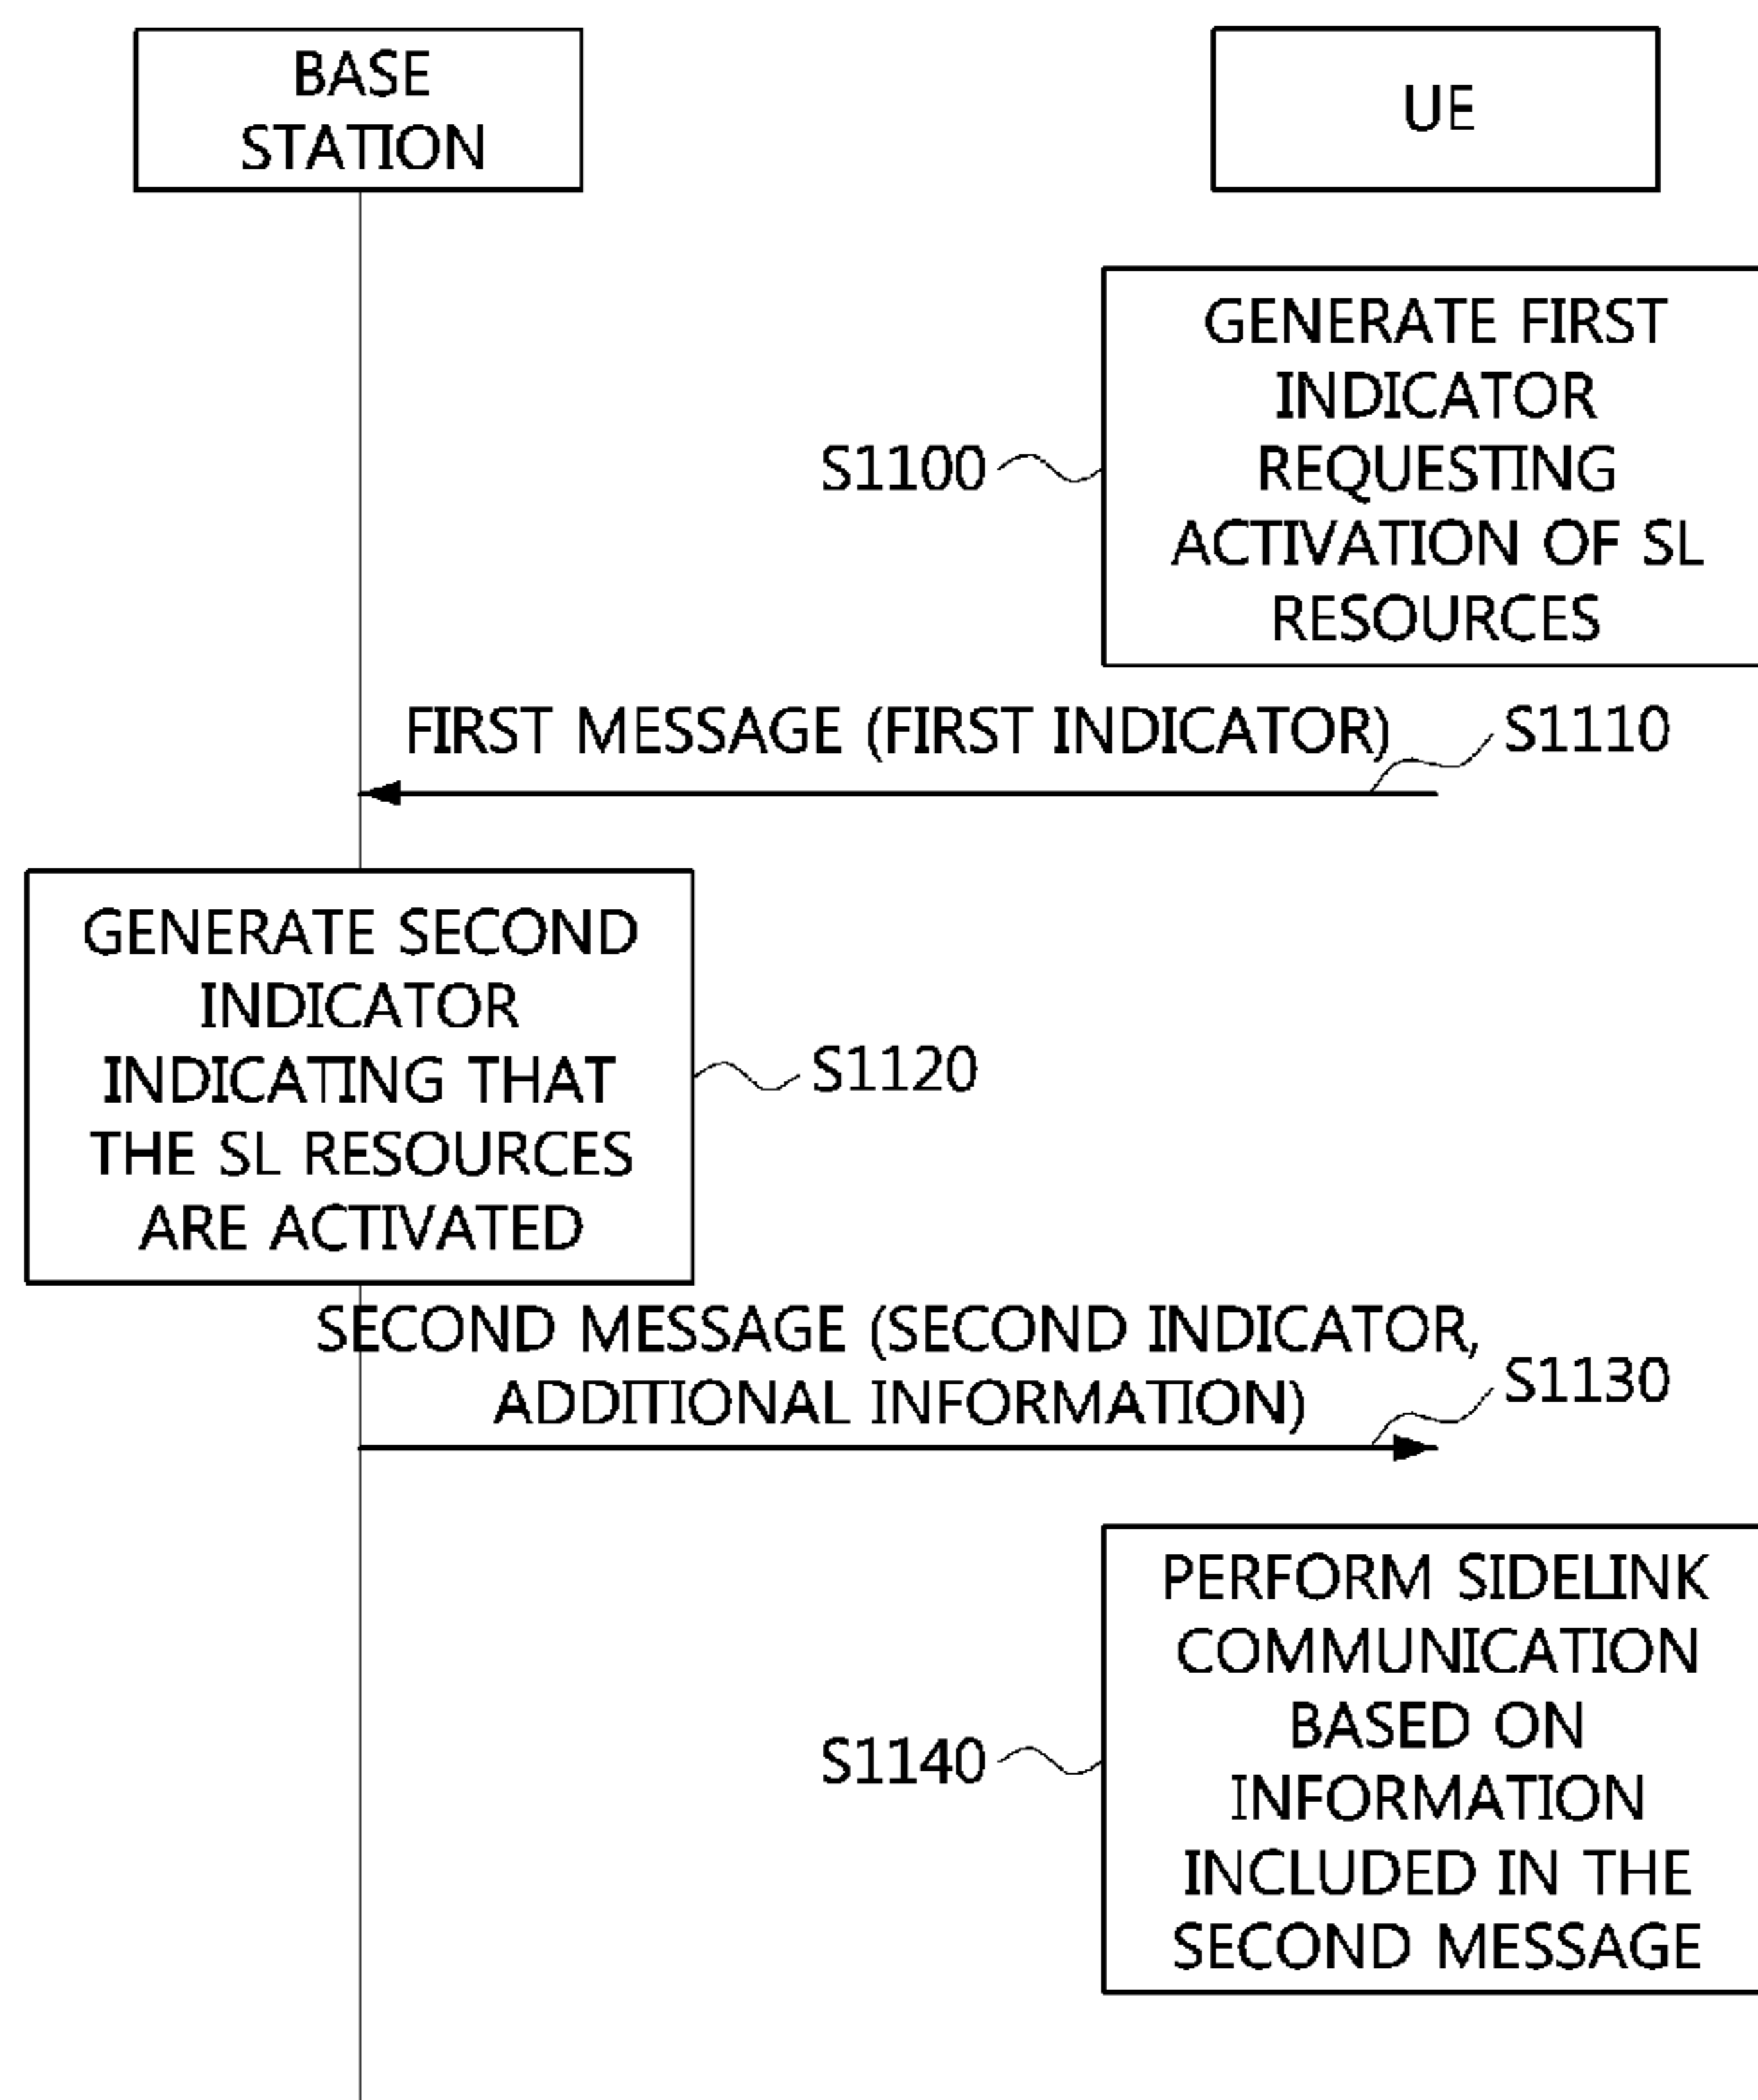 BASE
STATION
UE
GENERATE FIRST
INDICATOR
REQUESTING
ACTIVATION OF SL
RESOURCES
S1100
FIRST MESSAGE (FIRST INDICATOR)
S1110
GENERATE SECOND
INDICATOR
INDICATING THAT
THE SL RESOURCES
ARE ACTIVATED
S1120
SECOND MESSAGE (SECOND INDICATOR,
ADDITIONAL INFORMATION)
S1130
PERFORM SIDELINK
COMMUNICATION
BASED ON
INFORMATION
INCLUDED IN THE
SECOND MESSAGE
S1140